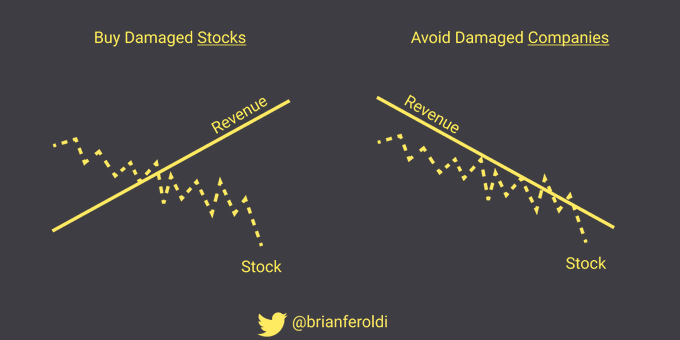 Buy Damaged Stocks
Avoid Damaged Companies
Revenue
Stock
Revenue
Stock
@brianferoldi